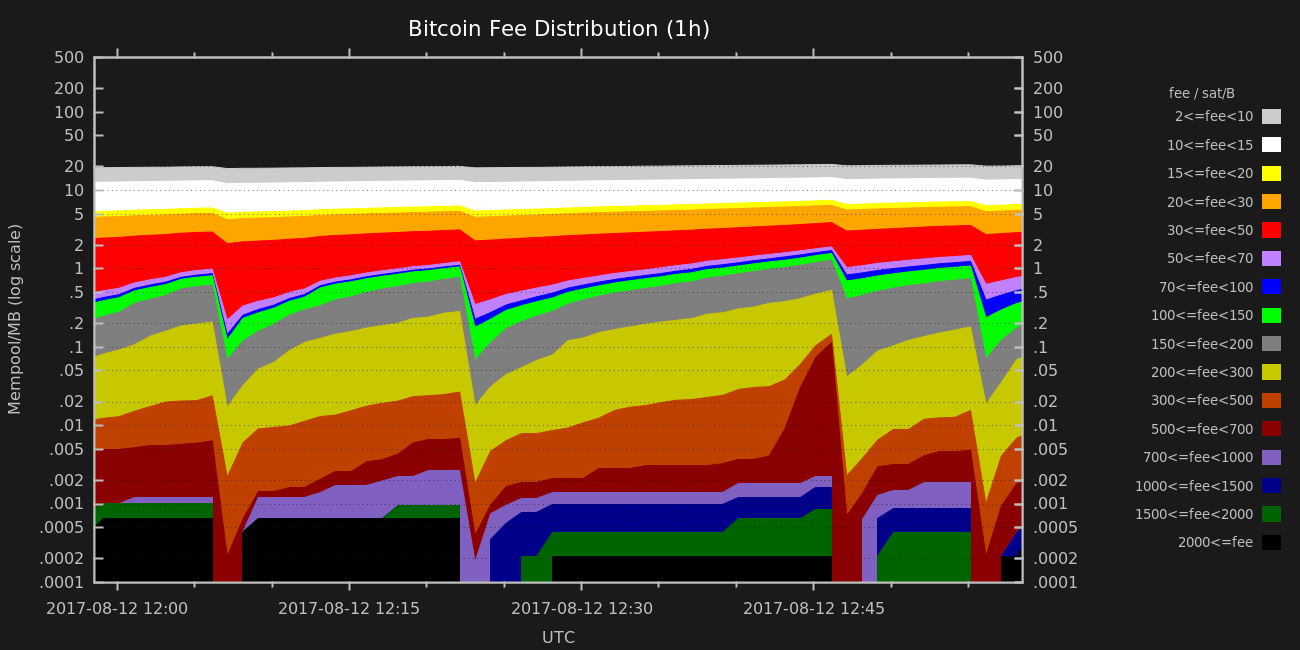 Bitcoin Fee Distribution (1h)
500 500
200 200
100 100
50 50
20 20
10 10
5 5
2 2
1 1
.5 .5
.2 .2
.1 .1
.05 .05
.02 .02
.01 .01
.005 .005
.002 .002
.001 .001
.0005 .0005
.0002 .0002
.0001 .0001
Mempool/MB (log scale)
2017-08-12 12:00 2017-08-12 12:15 2017-08-12 12:30 2017-08-12 12:45
UTC
fee / sat/B
2<=fee<10
10<=fee<15
15<=fee<20
20<=fee<30
30<=fee<50
50<=fee<70
70<=fee<100
100<=fee<150
150<=fee<200
200<=fee<300
300<=fee<500
500<=fee<700
700<=fee<1000
1000<=fee<1500
1500<=fee<2000
2000<=fee